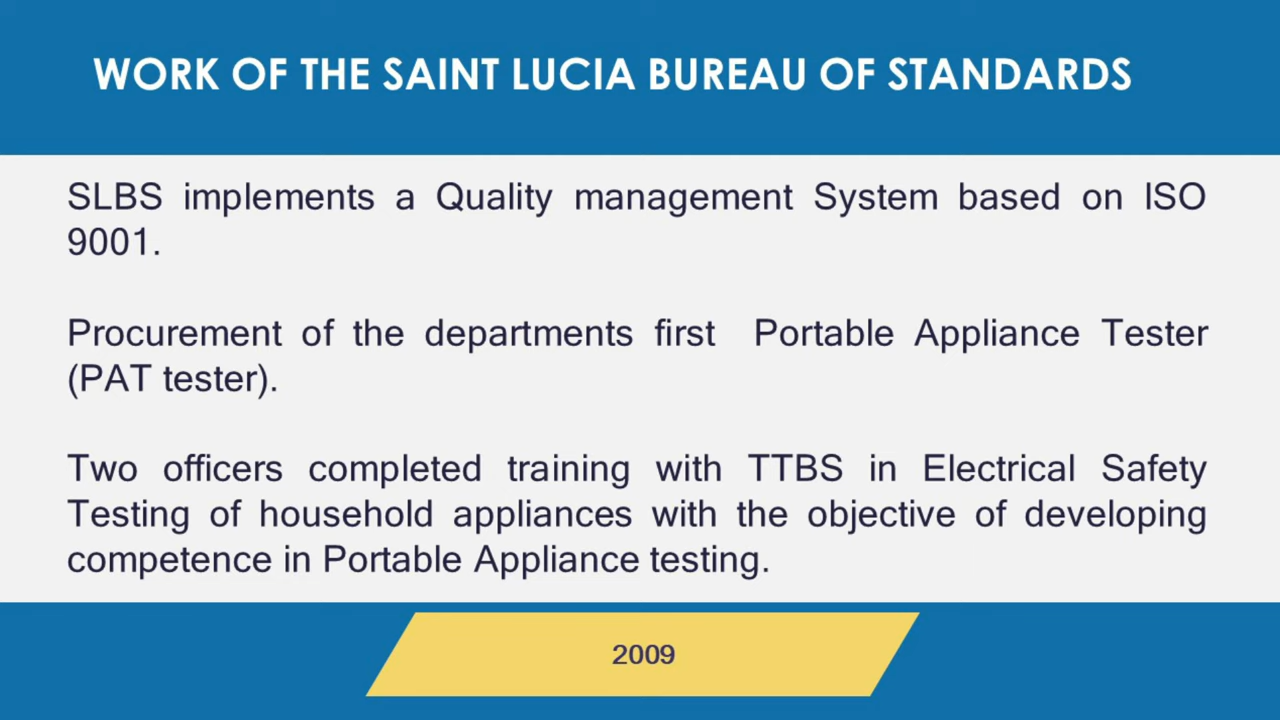 WORK OF THE SAINT LUCIA BUREAU OF STANDARDS
SLBS implements a Quality management System based on ISO
9001.
Procurement of the departments first Portable Appliance Tester
(PAT tester).
Two officers completed training with TTBS in Electrical Safety
Testing of household appliances with the objective of developing
competence in Portable Appliance testing.
2009